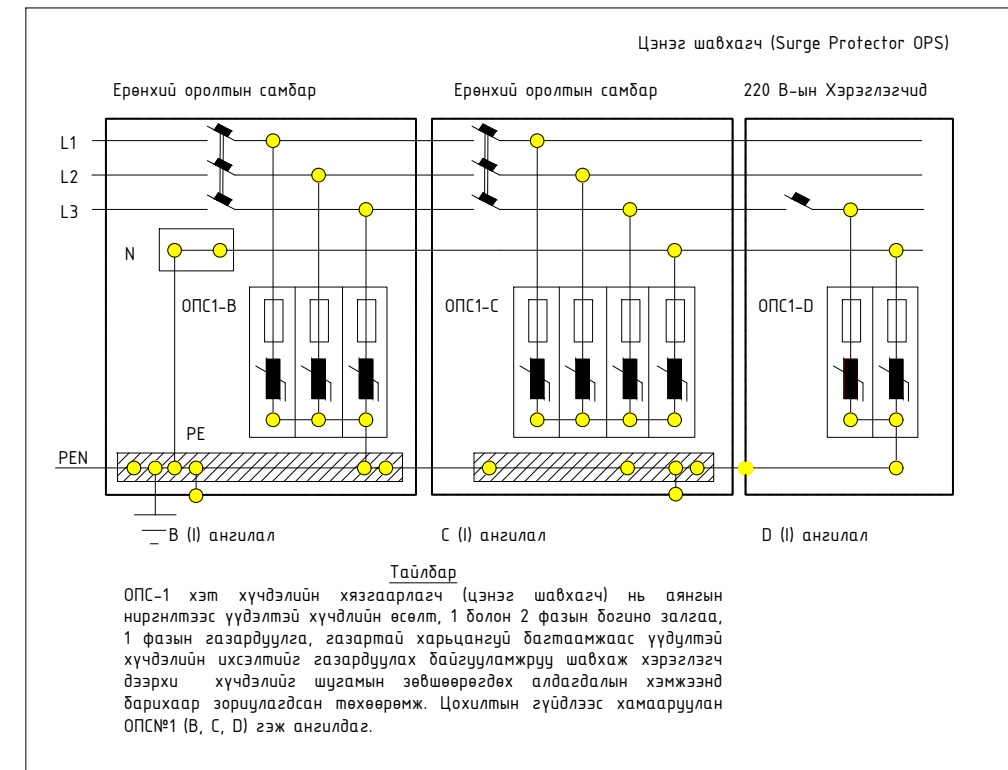 Цэнэг шавхагч (Surge Protector OPS)
Ерөнхий оролтын самбар
Ерөнхий оролтын самбар
220 В-ын Хэрэглэгчид
L1
L2
L3
N
ОПС1-B
ОПС1-C
ОПС1-D
PE
PEN
B (I) ангилал
C (I) ангилал
D (I) ангилал
Тайлбар
ОПС-1 хэт хүчдэлийн хязгаарлагч (цэнэг шавхагч) нь аянгын
ниргнлтээс үүдэлтэй хүчдлийн өсөлт, 1 болон 2 фазын богино залгаа,
1 фазын газардуулга, газартай харьцангуй багтаамжаас үүдүлтэй
хүчдэлийн ихсэлтийг газардуулах байгууламжруу шавхаж хэрэглэгч
дээрхи хүчдэлийг шугамын зөвшөөрөгдөх алдагдалын хэмжээнд
барихаар зориулагдсан төхөөрөмж. Цохилтын гүйдлээс хамааруулан
ОПС№1 (B, C, D) гэж ангилдаг.